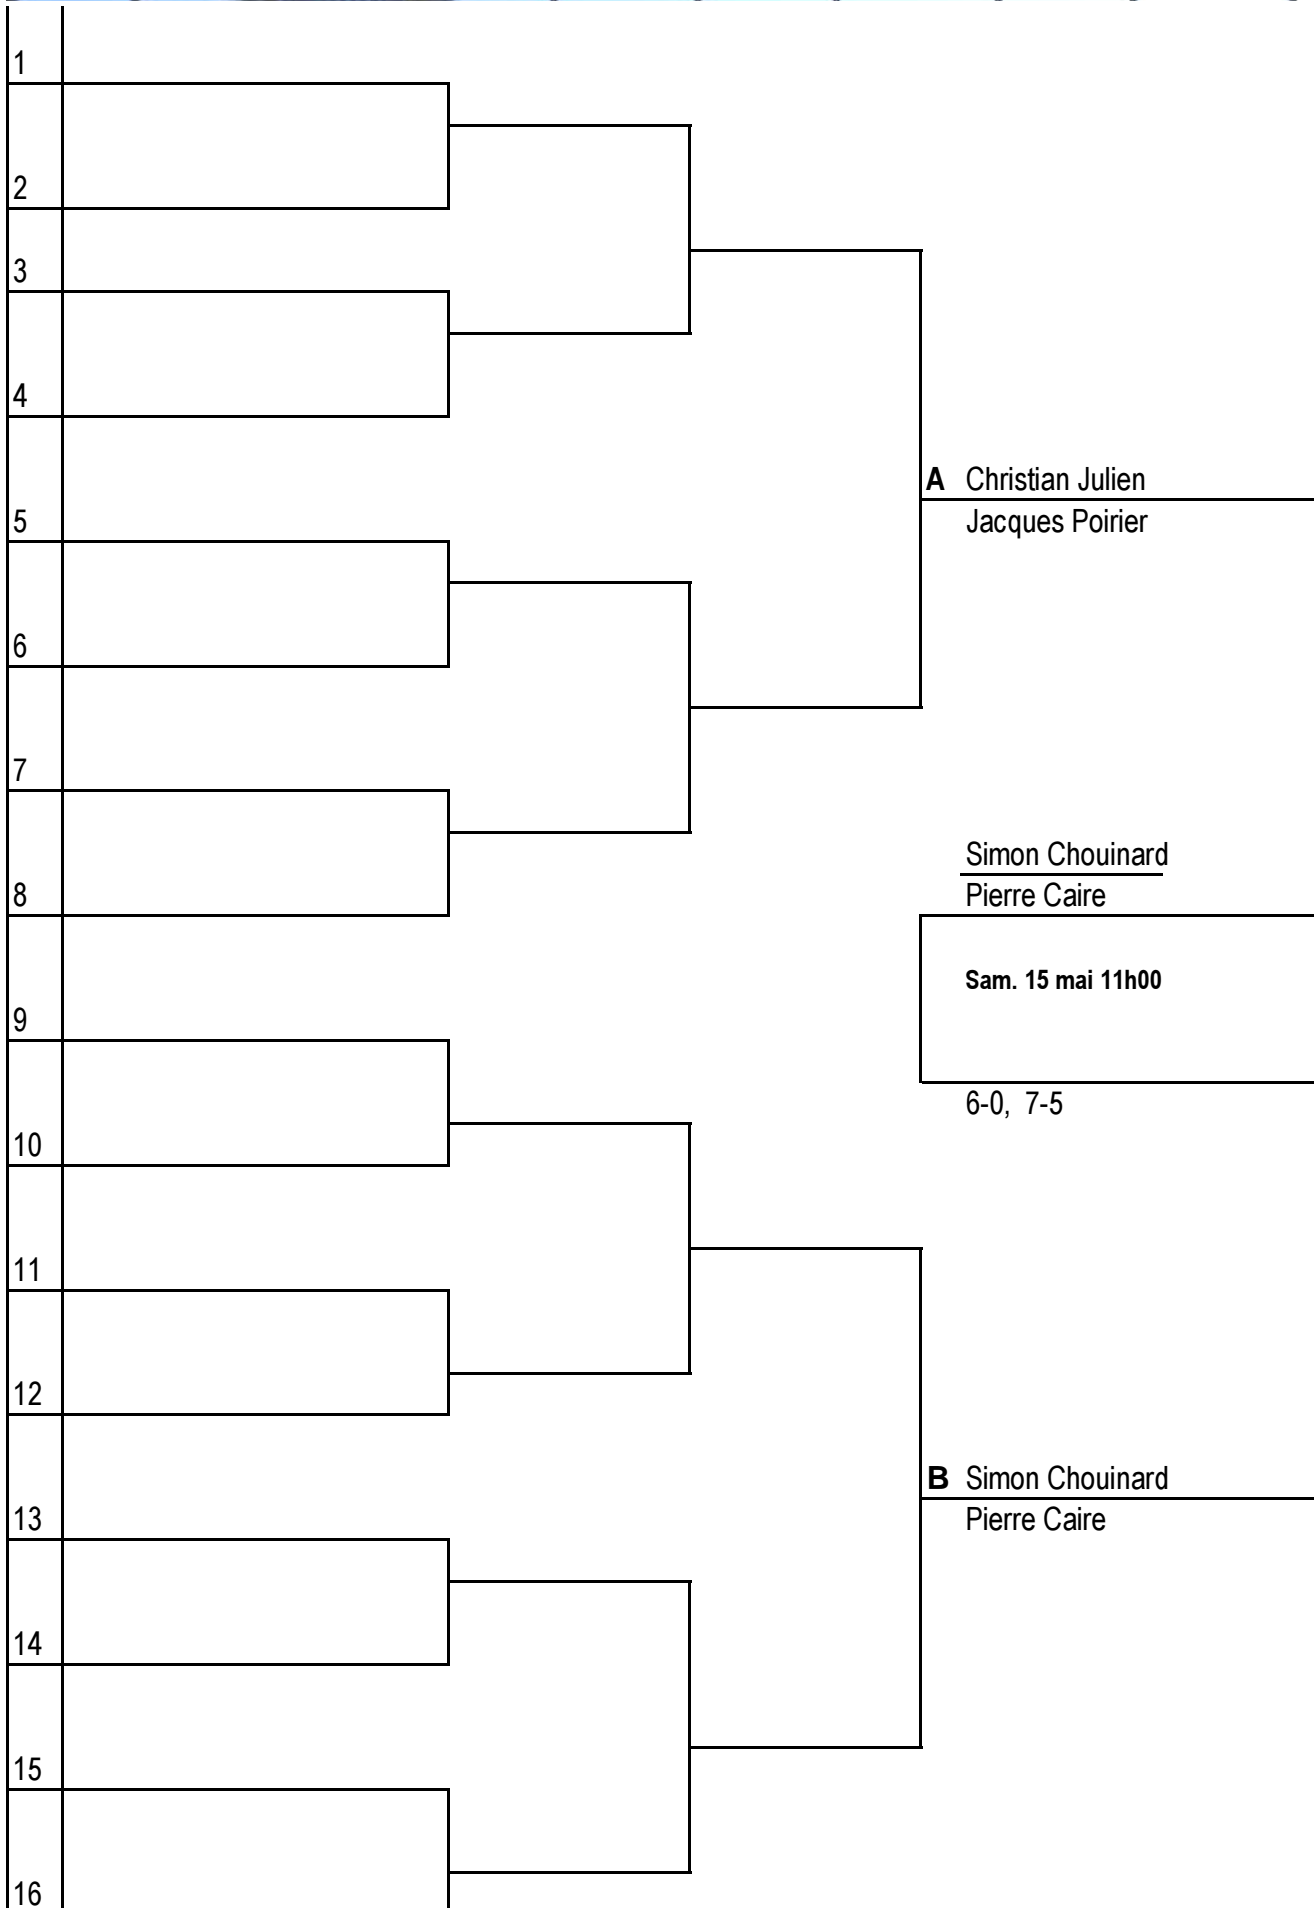 1
2
3
4
A Christian Julien
5
Jacques Poirier
6
7
Simon Chouinard
8
Pierre Caire
Sam. 15 mai 11h00
9
6-0, 7-5
10
11
12
B Simon Chouinard
13
Pierre Caire
14
15
16